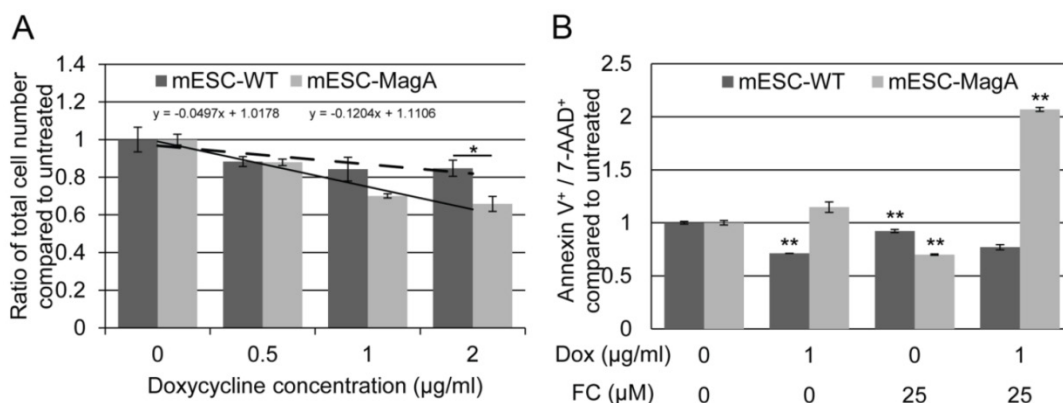 A
Ratio of total cell number
compared to untreated
1.4
1.2
1
0.8
0.6
0.4
0.2
0
mESC-WT mESC-MagA
y = -0.0497x + 1.0178 y = -0.1204x + 1.1106
*
0 0.5 1 2
Doxycycline concentration (µg/ml)
B
Annexin V⁺ / 7-AAD⁺
compared to untreated
2.5
2
1.5
1
0.5
0
mESC-WT mESC-MagA
**
**
**
**
Dox (µg/ml) 0 1 0 1
FC (µM) 0 0 25 25